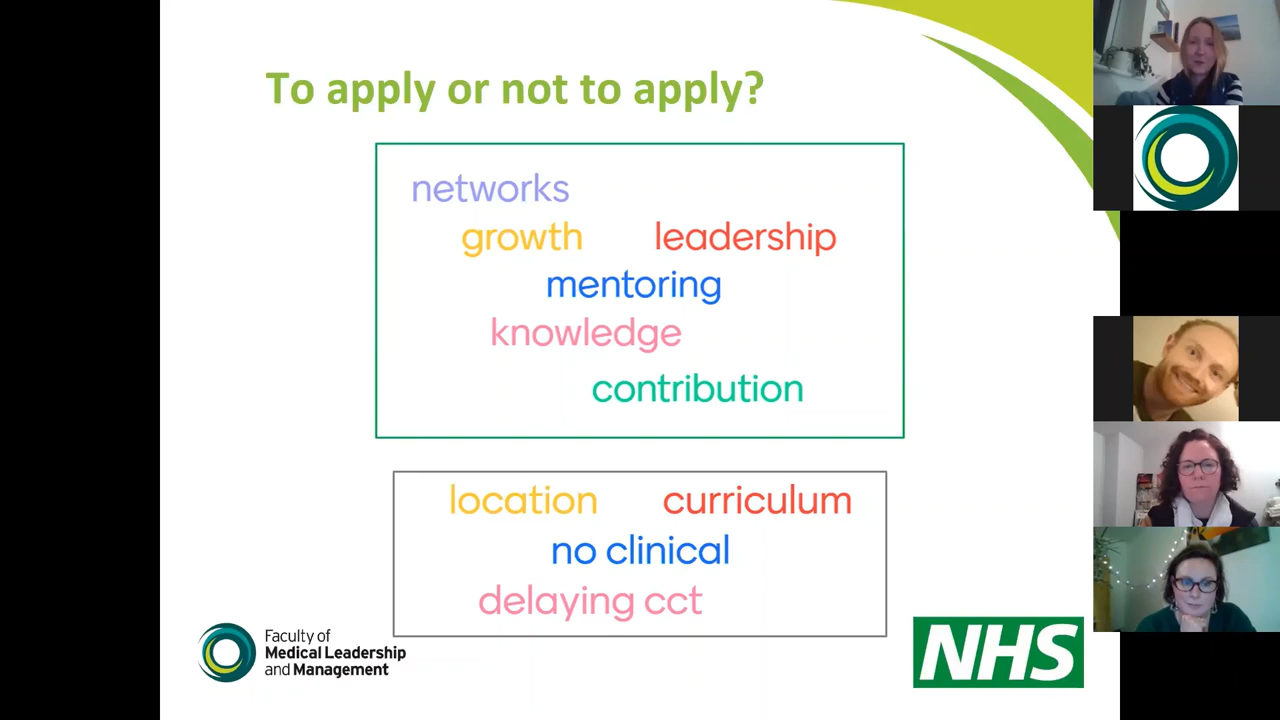 To apply or not to apply?
networks
growth leadership
mentoring
knowledge
contribution
location curriculum
no clinical
delaying cct
Faculty of
Medical Leadership
and Management
NHS